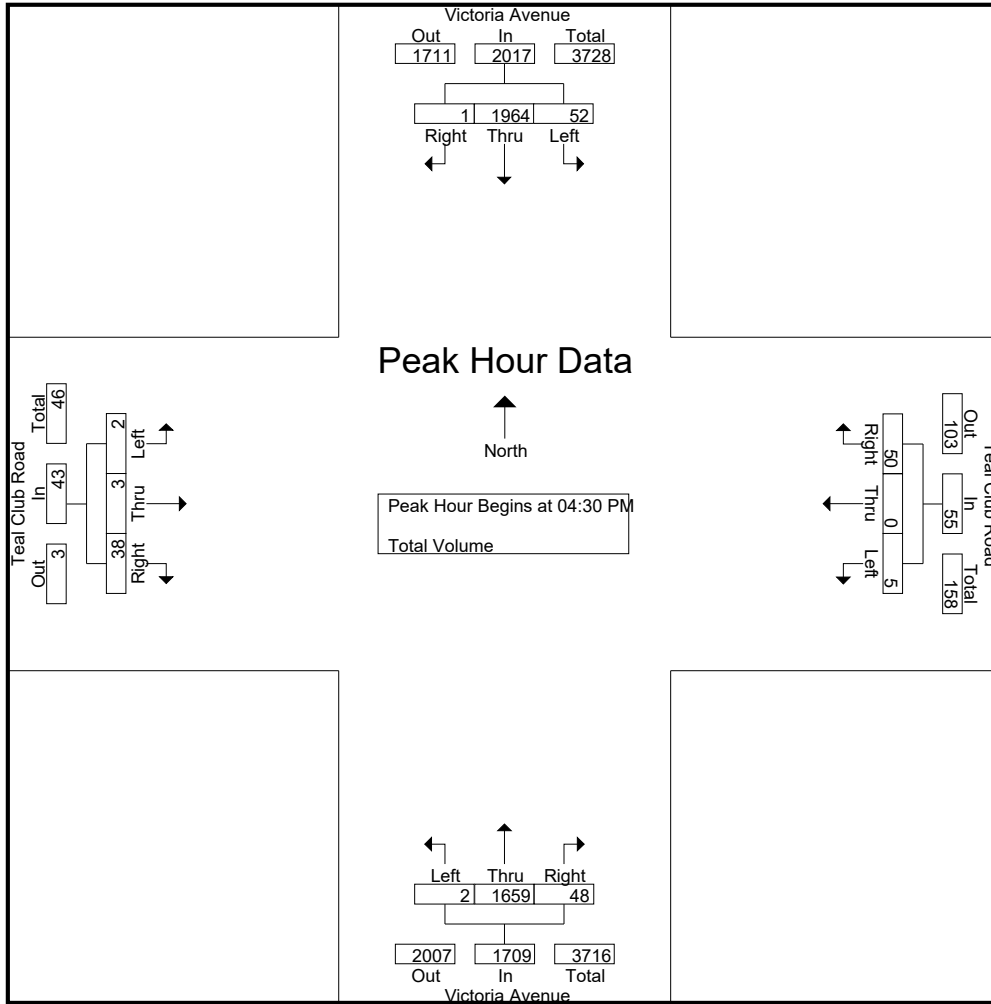 Victoria Avenue
Out In Total
1711 2017 3728
1 1964 52
Right Thru Left
Peak Hour Data
North
Peak Hour Begins at 04:30 PM
Total Volume
Teal Club Road
Total In Out
46 43 3
2 3 38
Left Thru Right
Right Thru Left
50 0 5
Out In Total
103 55 158
Teal Club Road
Left Thru Right
2 1659 48
2007 1709 3716
Out In Total
Victoria Avenue